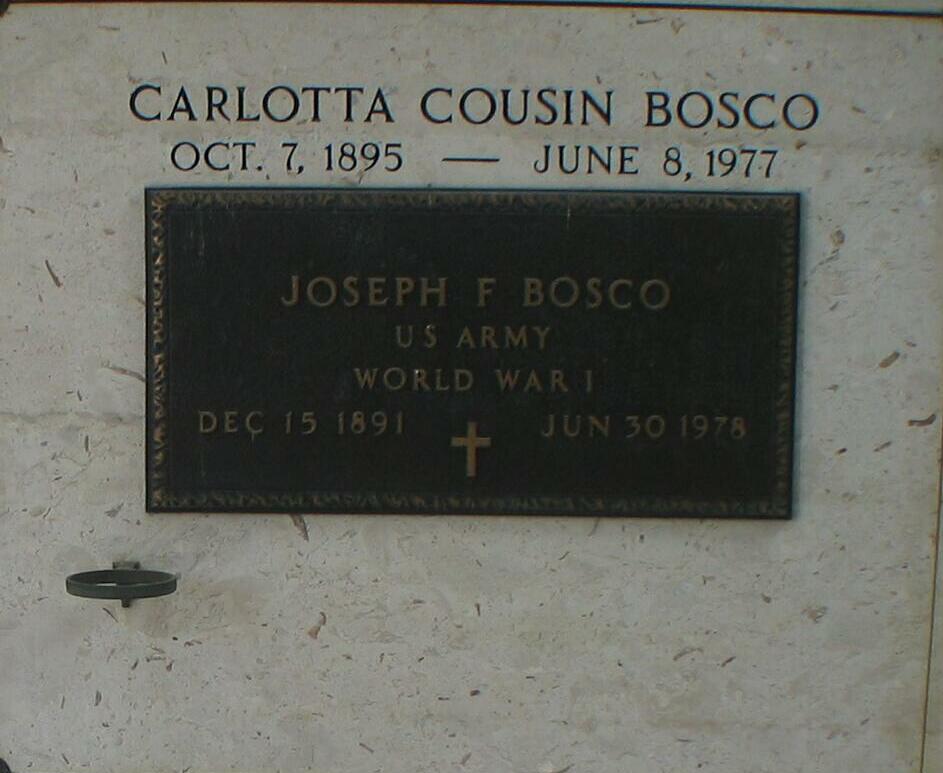 CARLOTTA COUSIN BOSCO
OCT. 7, 1895 — JUNE 8, 1977
JOSEPH F BOSCO
US ARMY
WORLD WAR I
DEC 15 1891 JUN 30 1978